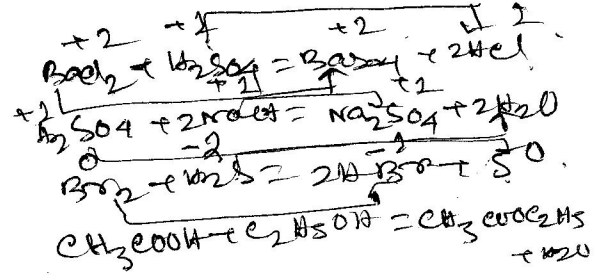 +2 +1 +2 1
BaCl2 + H2SO4 = BaSO4 + 2HCl
+1 +1 +1
H2SO4 + 2NaOH = Na2SO4 + 2H2O
0 -2 -1 0
Br2 + H2S = 2HBr + S
CH3COOH + C2H5OH = CH3COOC2H5
+ H2O